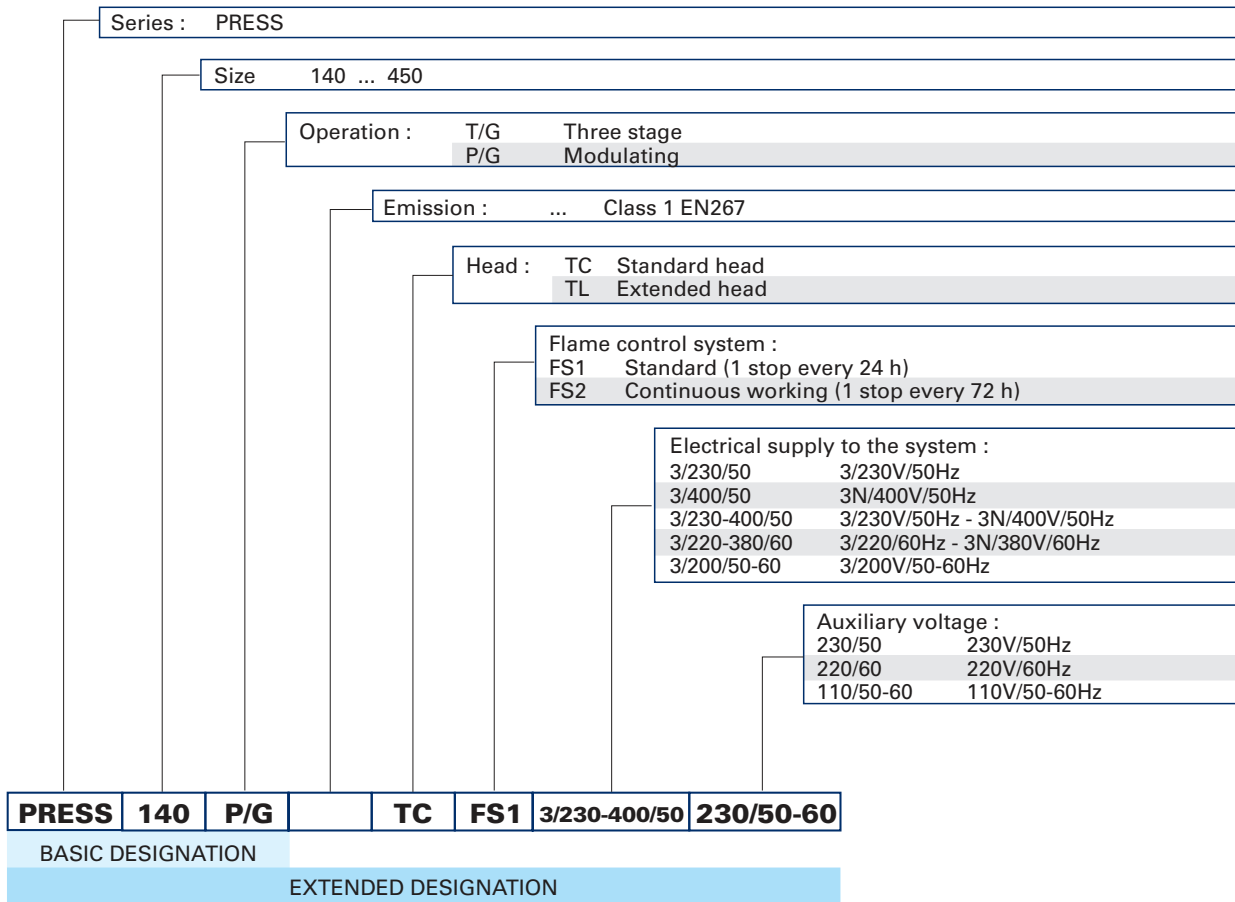 Series : PRESS
Size 140 ... 450
Operation : T/G Three stage
P/G Modulating
Emission : ... Class 1 EN267
Head : TC Standard head
TL Extended head
Flame control system :
FS1 Standard (1 stop every 24 h)
FS2 Continuous working (1 stop every 72 h)
Electrical supply to the system :
3/230/50 3/230V/50Hz
3/400/50 3N/400V/50Hz
3/230-400/50 3/230V/50Hz - 3N/400V/50Hz
3/220-380/60 3/220/60Hz - 3N/380V/60Hz
3/200/50-60 3/200V/50-60Hz
Auxiliary voltage :
230/50 230V/50Hz
220/60 220V/60Hz
110/50-60 110V/50-60Hz
PRESS 140 P/G TC FS1 3/230-400/50 230/50-60
BASIC DESIGNATION
EXTENDED DESIGNATION